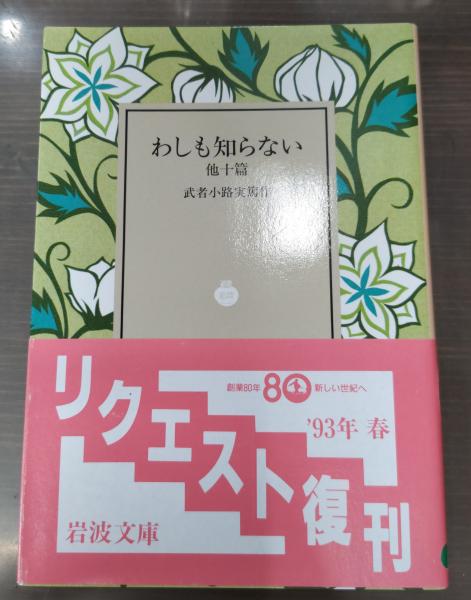 わしも知らない
他十篇
武者小路実篤作
創業80年 80 新しい世紀へ
リクエスト復刊
'93年 春
岩波文庫